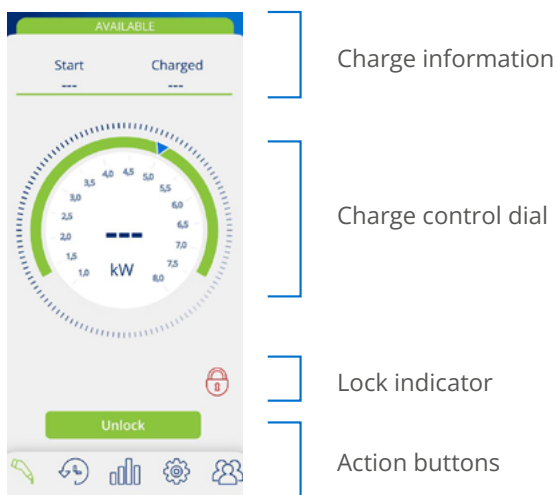 AVAILABLE
Start Charged
--- ---
Charge information
4,0 4,5
3,5 5,0
3,0 5,5
2,5 6,0
2,0 6,5
1,5 7,0
1,0 7,5
8,0
---
kW
Charge control dial
Lock indicator
Unlock
Action buttons